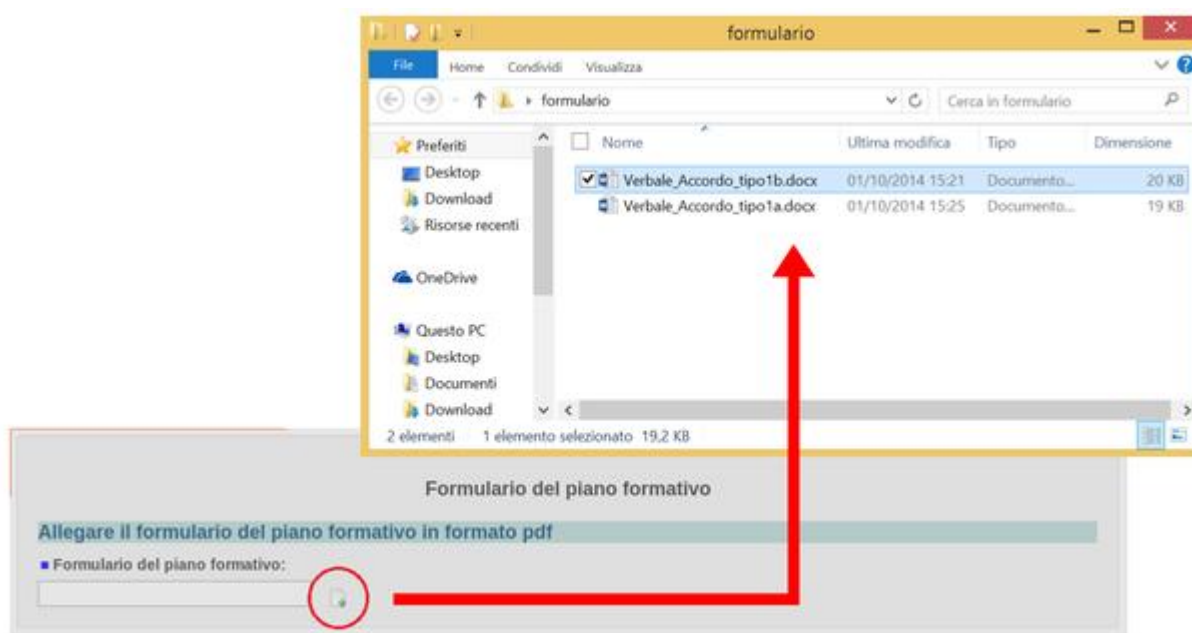 formulario
File Home Condividi Visualizza
formulario Cerca in formulario
Preferiti
Desktop
Download
Risorse recenti
OneDrive
Questo PC
Desktop
Documenti
Download
Nome Ultima modifica Tipo Dimensione
Verbale_Accordo_tipo1b.docx 01/10/2014 15:21 Documento... 20 KB
Verbale_Accordo_tipo1a.docx 01/10/2014 15:25 Documento... 19 KB
2 elementi 1 elemento selezionato 19,2 KB
Formulario del piano formativo
Allegare il formulario del piano formativo in formato pdf
Formulario del piano formativo: